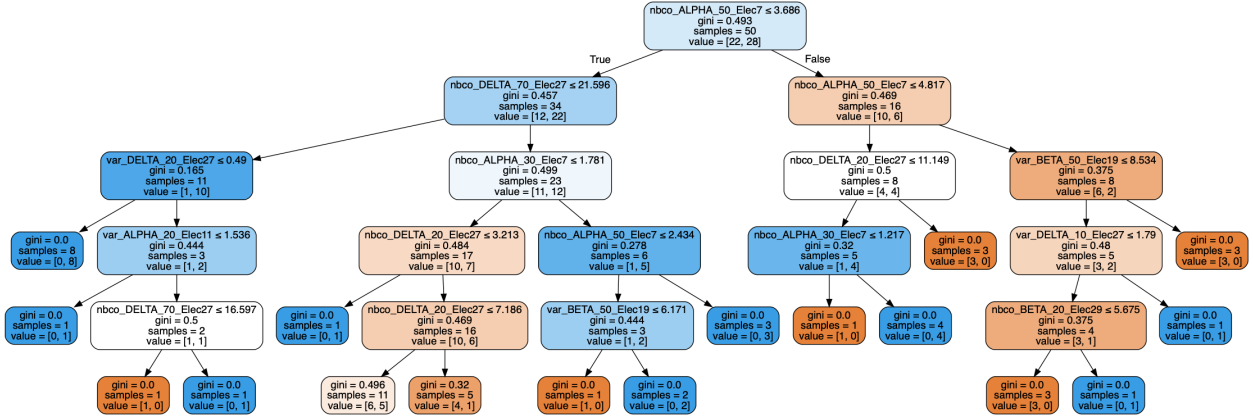 nbco_ALPHA_50_Elec7 ≤ 3.686
gini = 0.493
samples = 50
value = [22, 28]
True
False
nbco_DELTA_70_Elec27 ≤ 21.596
gini = 0.457
samples = 34
value = [12, 22]
nbco_ALPHA_50_Elec7 ≤ 4.817
gini = 0.469
samples = 16
value = [10, 6]
var_DELTA_20_Elec27 ≤ 0.49
gini = 0.165
samples = 11
value = [1, 10]
nbco_ALPHA_30_Elec7 ≤ 1.781
gini = 0.499
samples = 23
value = [11, 12]
nbco_DELTA_20_Elec27 ≤ 11.149
gini = 0.5
samples = 8
value = [4, 4]
var_BETA_50_Elec19 ≤ 8.534
gini = 0.375
samples = 8
value = [6, 2]
gini = 0.0
samples = 8
value = [0, 8]
var_ALPHA_20_Elec11 ≤ 1.536
gini = 0.444
samples = 3
value = [1, 2]
nbco_DELTA_20_Elec27 ≤ 3.213
gini = 0.484
samples = 17
value = [10, 7]
nbco_ALPHA_50_Elec7 ≤ 2.434
gini = 0.278
samples = 6
value = [1, 5]
nbco_ALPHA_30_Elec7 ≤ 1.217
gini = 0.32
samples = 5
value = [1, 4]
gini = 0.0
samples = 3
value = [3, 0]
var_DELTA_10_Elec27 ≤ 1.79
gini = 0.48
samples = 5
value = [3, 2]
gini = 0.0
samples = 3
value = [3, 0]
gini = 0.0
samples = 1
value = [0, 1]
nbco_DELTA_70_Elec27 ≤ 16.597
gini = 0.5
samples = 2
value = [1, 1]
gini = 0.0
samples = 1
value = [0, 1]
nbco_DELTA_20_Elec27 ≤ 7.186
gini = 0.469
samples = 16
value = [10, 6]
var_BETA_50_Elec19 ≤ 6.171
gini = 0.444
samples = 3
value = [1, 2]
gini = 0.0
samples = 3
value = [0, 3]
gini = 0.0
samples = 1
value = [1, 0]
gini = 0.0
samples = 4
value = [0, 4]
nbco_BETA_20_Elec29 ≤ 5.675
gini = 0.375
samples = 4
value = [3, 1]
gini = 0.0
samples = 1
value = [0, 1]
gini = 0.0
samples = 1
value = [1, 0]
gini = 0.0
samples = 1
value = [0, 1]
gini = 0.496
samples = 11
value = [6, 5]
gini = 0.32
samples = 5
value = [4, 1]
gini = 0.0
samples = 1
value = [1, 0]
gini = 0.0
samples = 2
value = [0, 2]
gini = 0.0
samples = 3
value = [3, 0]
gini = 0.0
samples = 1
value = [0, 1]